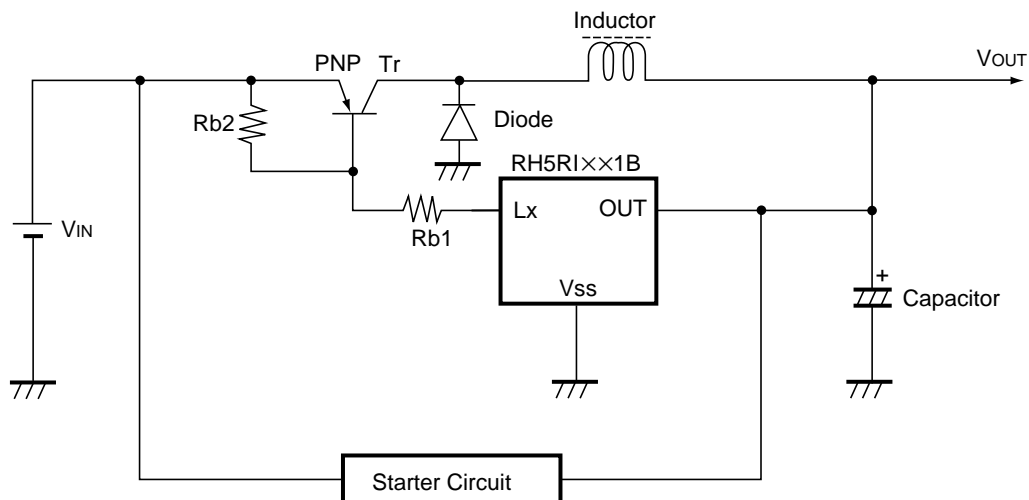 Inductor
PNP Tr
VOUT
Rb2
Diode
RH5RI××1B
Lx OUT
VIN
Rb1
Vss
+
Capacitor
Starter Circuit